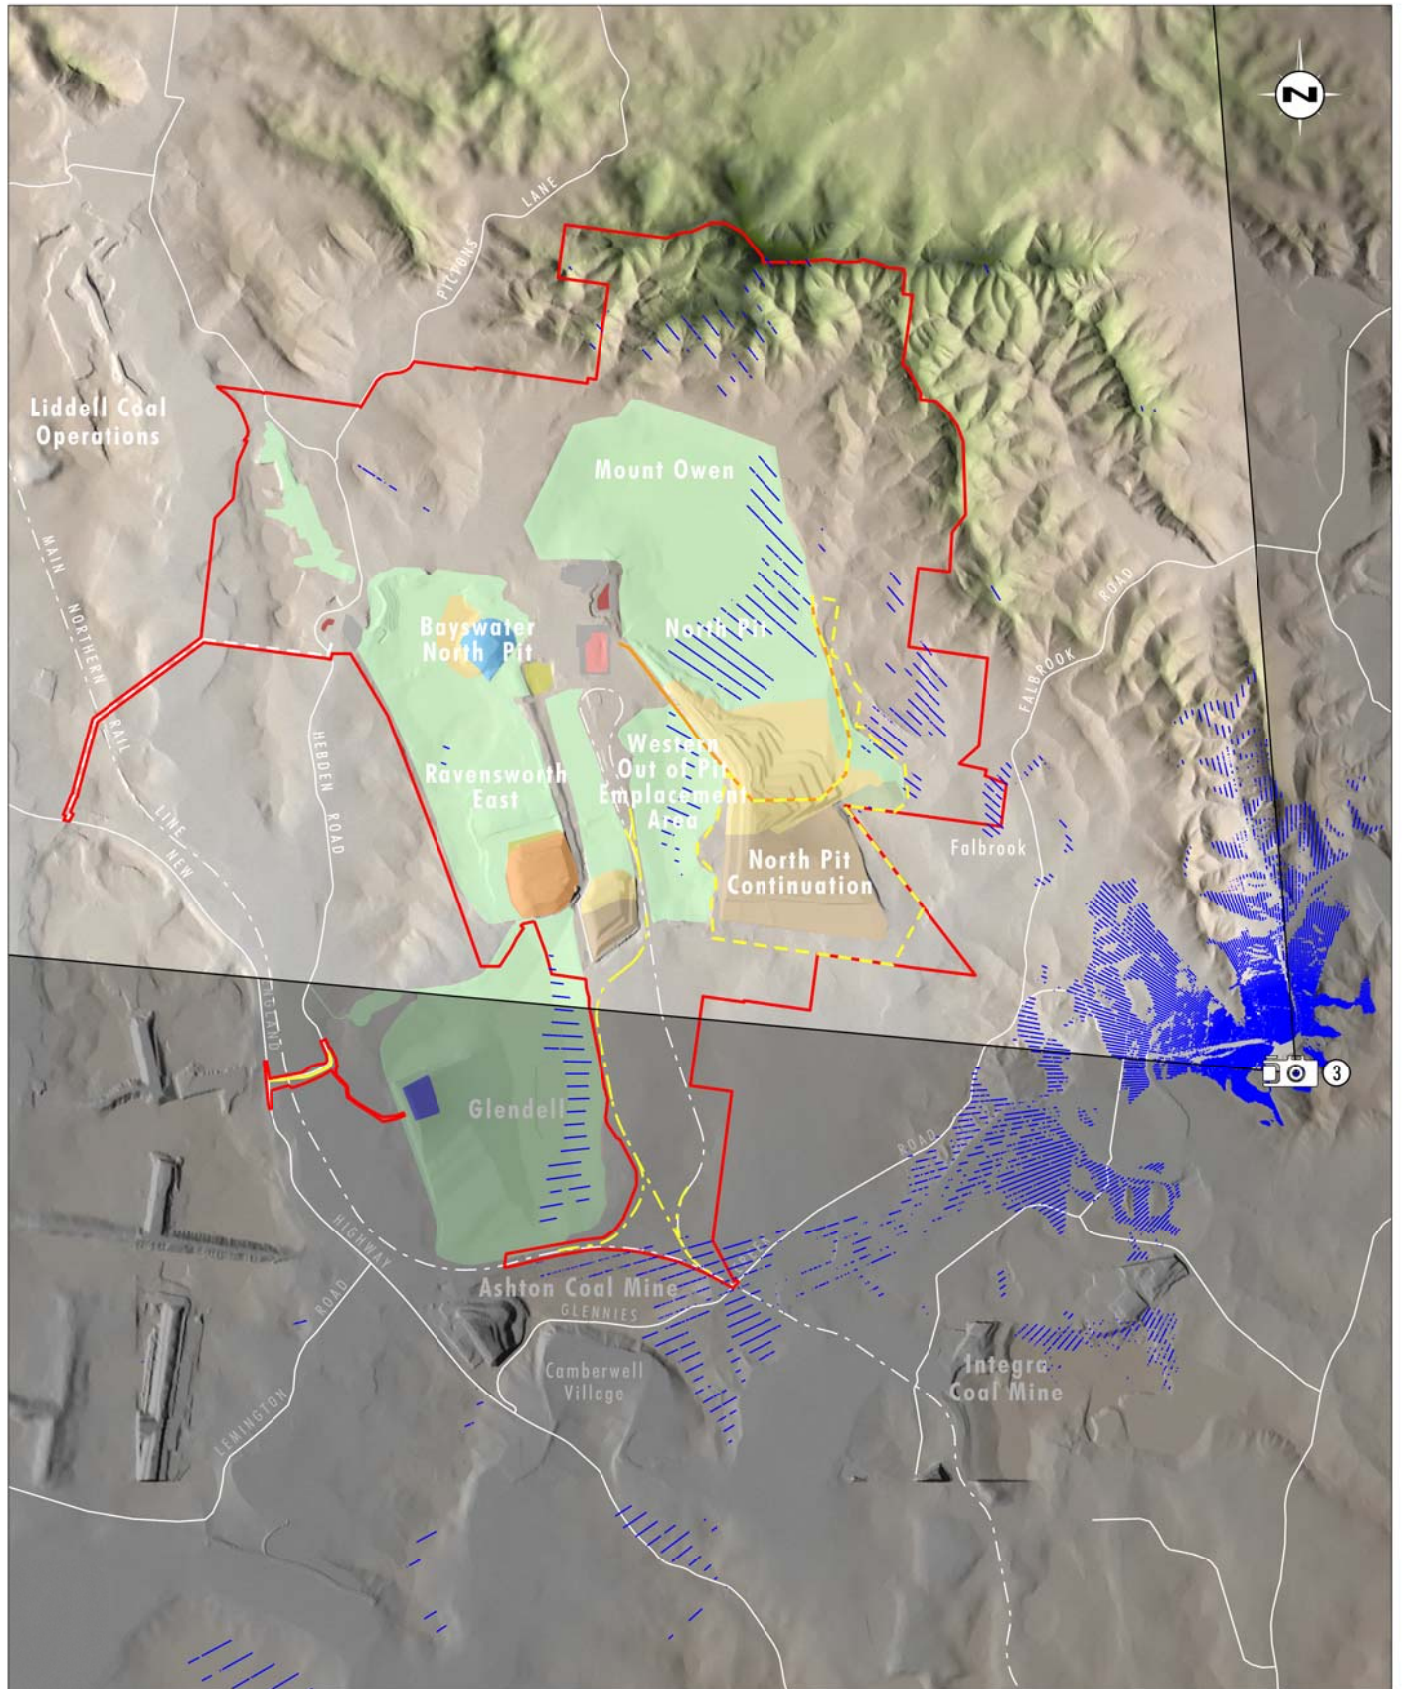 N
PICTONS LANE
Liddell Coal
Operations
Mount Owen
MAIN NORTHERN RAIL LINE
FALBROOK ROAD
Bayswater
North Pit
North Pit
HEBDEN ROAD
Western
Out of Pit
Emplacement
Area
Ravensworth
East
NEW ENGLAND HIGHWAY
Falbrook
North Pit
Continuation
3
Glendell
ROAD
Ashton Coal Mine
GLENNIES
LEMINGTON ROAD
Camberwell
Village
Integra
Coal Mine